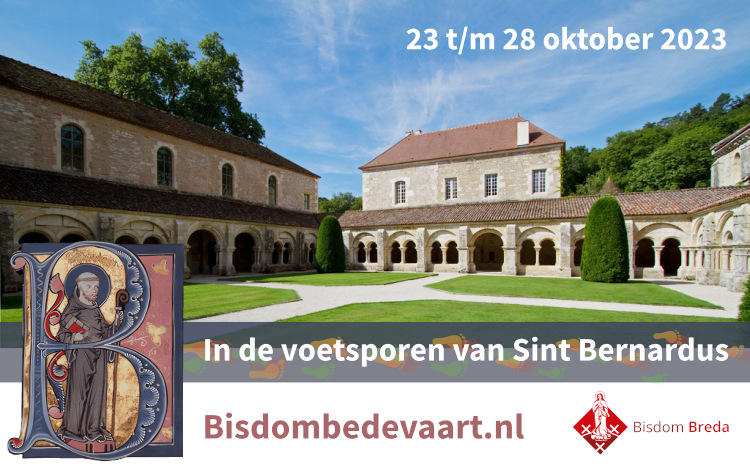 23 t/m 28 oktober 2023
In de voetsporen van Sint Bernardus
Bisdombedevaart.nl
Bisdom Breda